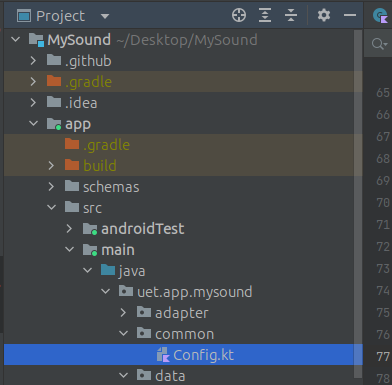 Project
MySound ~/Desktop/MySound
.github
.gradle
.idea
app
.gradle
build
schemas
src
androidTest
main
java
uet.app.mysound
adapter
common
Config.kt
data
65
66
67
68
69
70
71
72
73
74
75
76
77
78